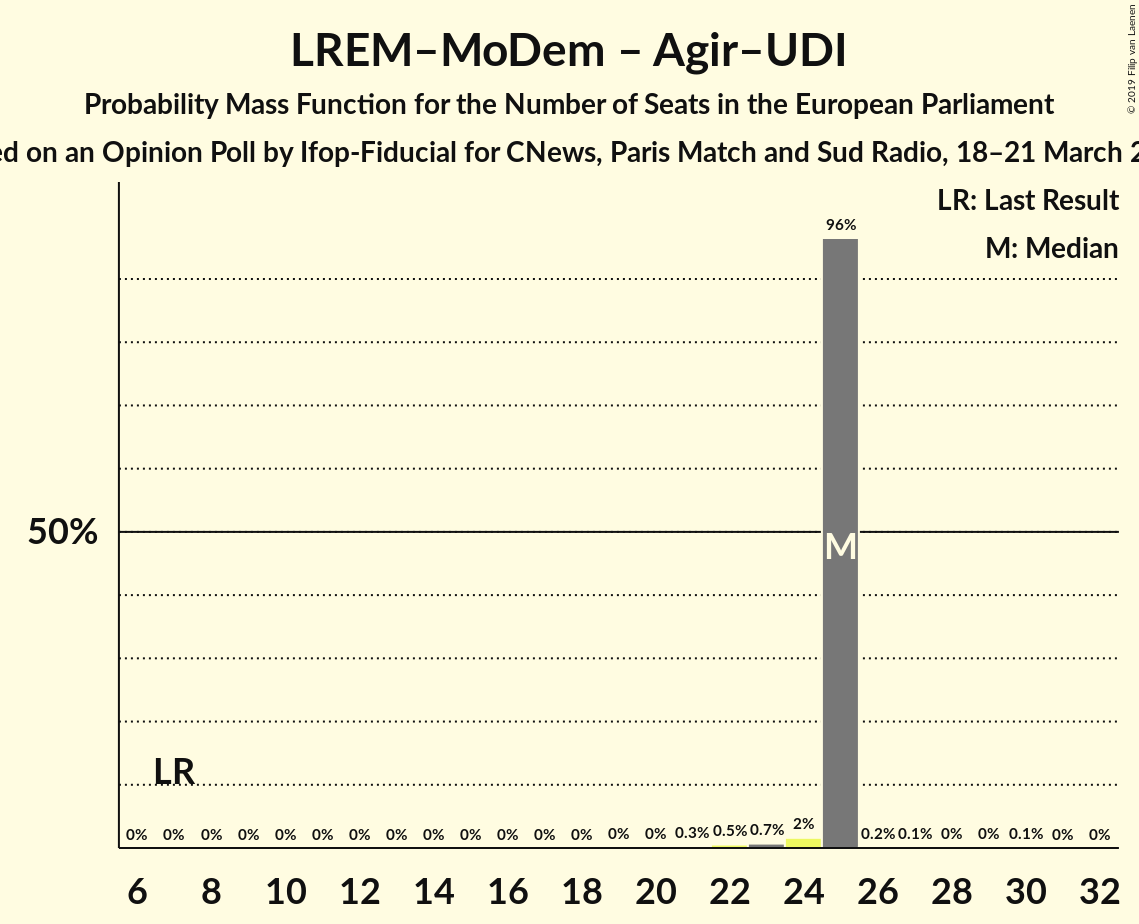 LREM–MoDem – Agir–UDI
Probability Mass Function for the Number of Seats in the European Parliament
ed on an Opinion Poll by Ifop-Fiducial for CNews, Paris Match and Sud Radio, 18–21 March 2
© 2019 Filip van Laenen
LR: Last Result
M: Median
96%
50%
M
LR
0% 0% 0% 0% 0% 0% 0% 0% 0% 0% 0% 0% 0% 0% 0% 0.3% 0.5% 0.7% 2% 0.2% 0.1% 0% 0% 0.1% 0% 0%
6 8 10 12 14 16 18 20 22 24 26 28 30 32